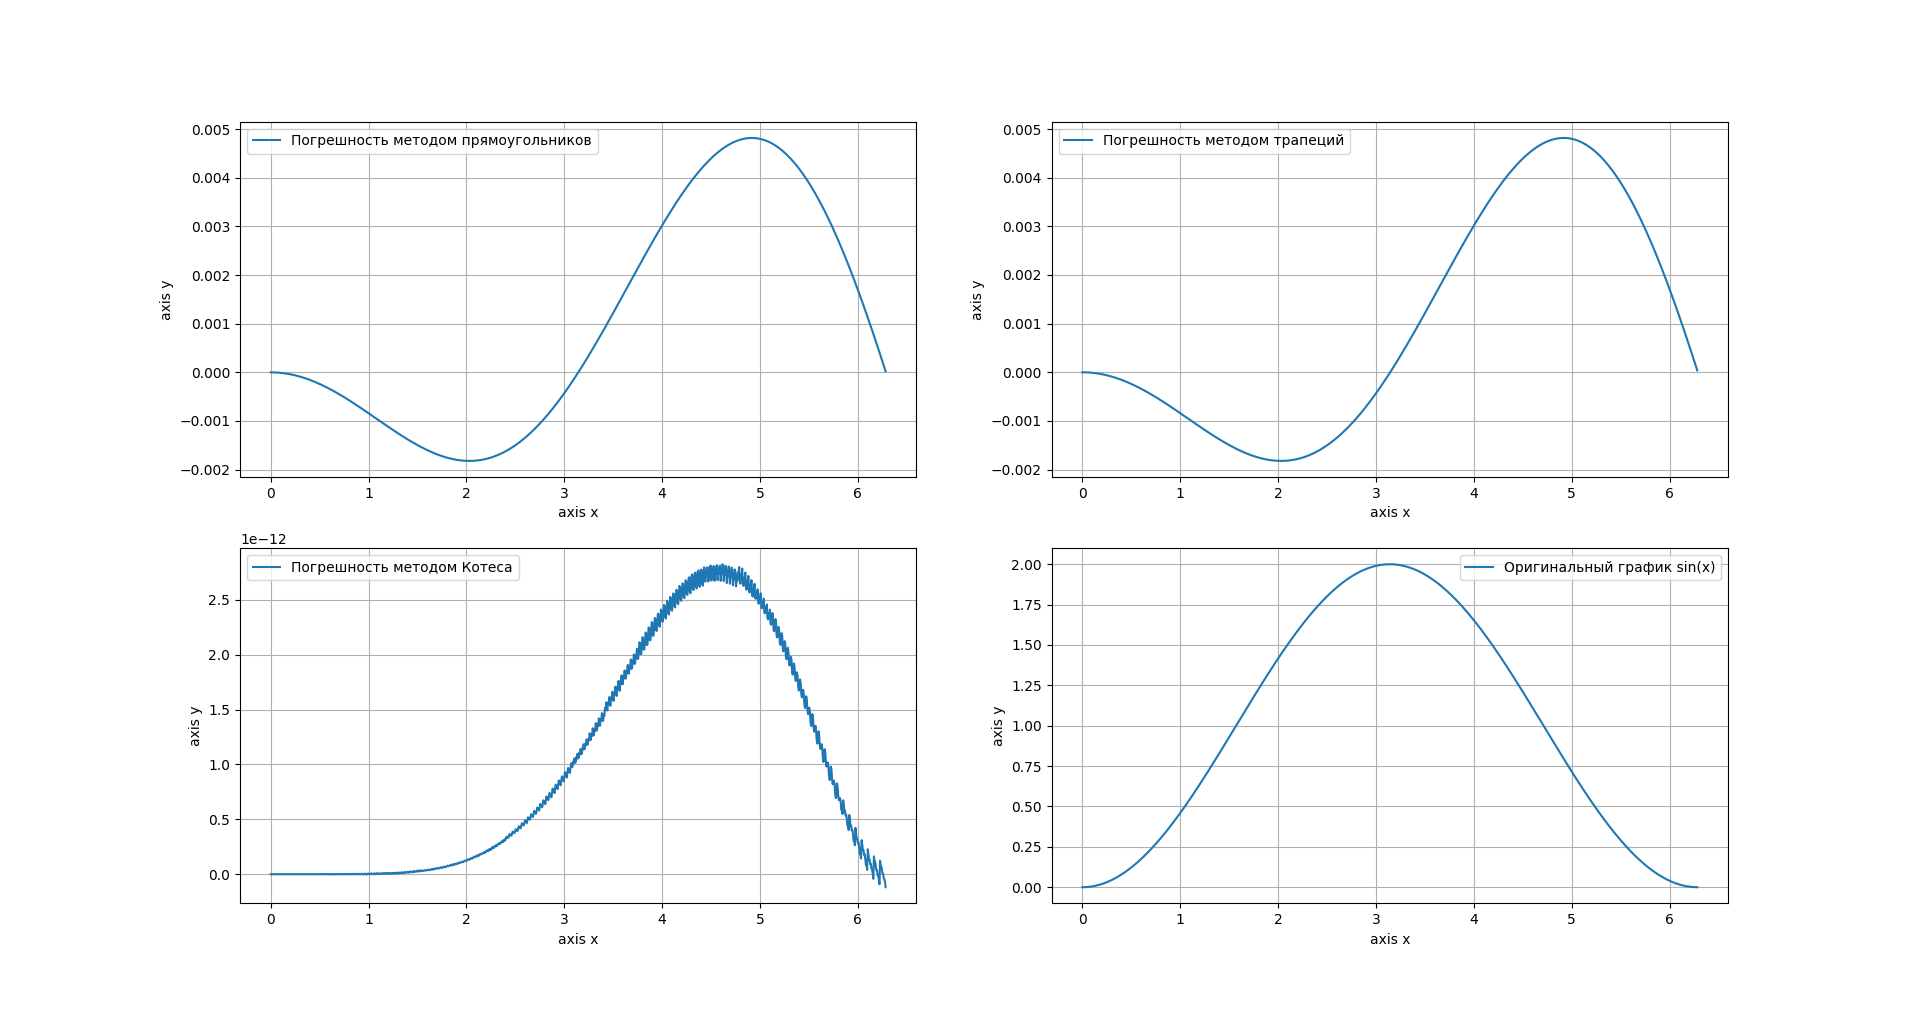 Погрешность методом прямоугольников
0.005
0.004
0.003
0.002
0.001
0.000
−0.001
−0.002
axis y
0 1 2 3 4 5 6
axis x
Погрешность методом трапеций
0.005
0.004
0.003
0.002
0.001
0.000
−0.001
−0.002
axis y
0 1 2 3 4 5 6
axis x
1e−12
Погрешность методом Котеса
2.5
2.0
1.5
1.0
0.5
0.0
axis y
0 1 2 3 4 5 6
axis x
Оригинальный график sin(x)
2.00
1.75
1.50
1.25
1.00
0.75
0.50
0.25
0.00
axis y
0 1 2 3 4 5 6
axis x